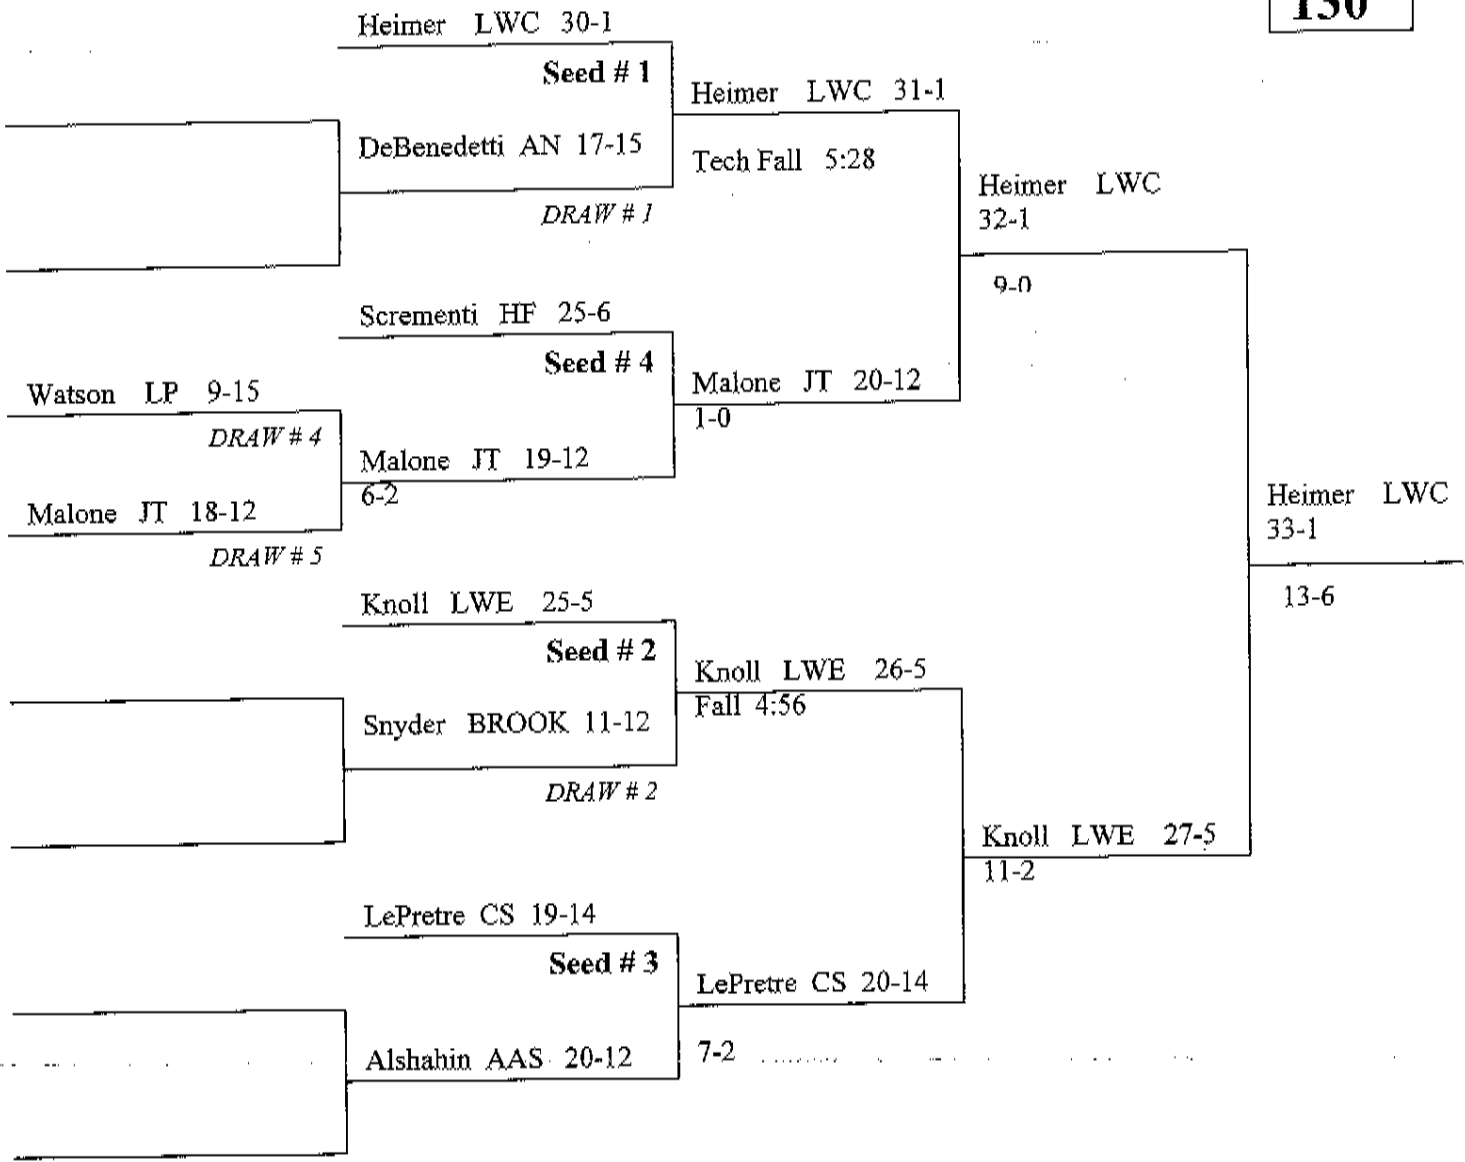 130
Heimer LWC 30-1
Seed # 1
Heimer LWC 31-1
DeBenedetti AN 17-15
Tech Fall 5:28
DRAW # 1
Heimer LWC
32-1
9-0
Scrementi HF 25-6
Seed # 4
Malone JT 20-12
1-0
Watson LP 9-15
DRAW # 4
Malone JT 19-12
6-2
Malone JT 18-12
DRAW # 5
Heimer LWC
33-1
13-6
Knoll LWE 25-5
Seed # 2
Knoll LWE 26-5
Fall 4:56
Snyder BROOK 11-12
DRAW # 2
Knoll LWE 27-5
11-2
LePretre CS 19-14
Seed # 3
LePretre CS 20-14
7-2
Alshahin AAS 20-12